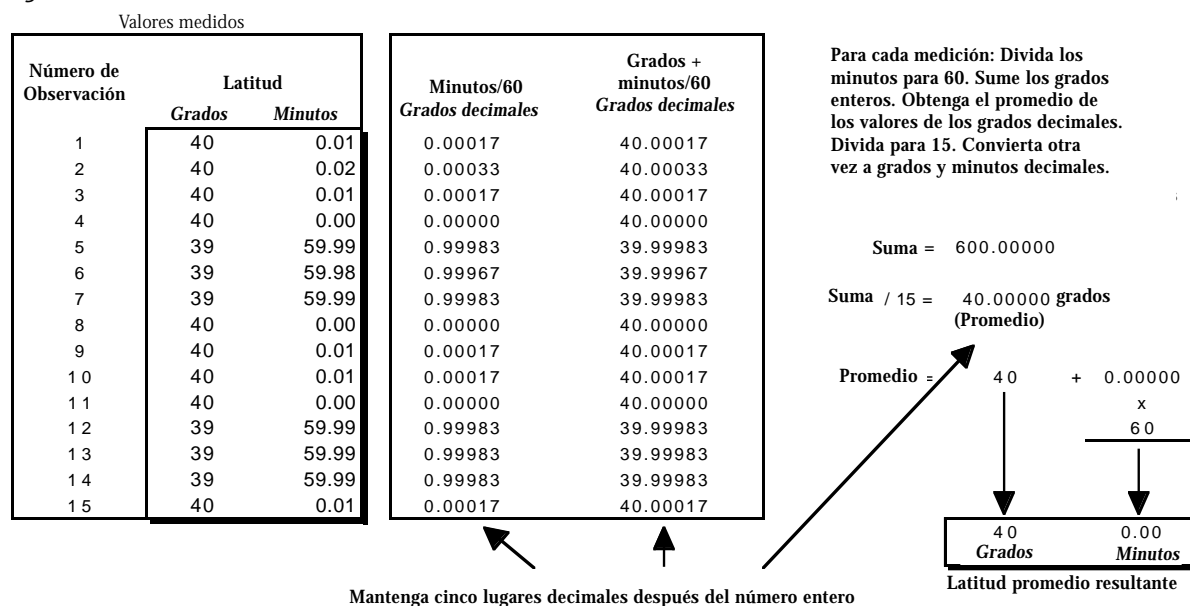 Valores medidos
Número de Observación
Latitud
Grados Minutos
Minutos/60
Grados decimales
Grados +
minutos/60
Grados decimales
1 40 0.01 0.00017 40.00017
2 40 0.02 0.00033 40.00033
3 40 0.01 0.00017 40.00017
4 40 0.00 0.00000 40.00000
5 39 59.99 0.99983 39.99983
6 39 59.98 0.99967 39.99967
7 39 59.99 0.99983 39.99983
8 40 0.00 0.00000 40.00000
9 40 0.01 0.00017 40.00017
10 40 0.01 0.00017 40.00017
11 40 0.00 0.00000 40.00000
12 39 59.99 0.99983 39.99983
13 39 59.99 0.99983 39.99983
14 39 59.99 0.99983 39.99983
15 40 0.01 0.00017 40.00017
Para cada medición: Divida los
minutos para 60. Sume los grados
enteros. Obtenga el promedio de
los valores de los grados decimales.
Divida para 15. Convierta otra
vez a grados y minutos decimales.
Suma = 600.00000
Suma / 15 = 40.00000 grados
(Promedio)
Promedio = 40 + 0.00000
x
60
40 0.00
Grados Minutos
Latitud promedio resultante
Mantenga cinco lugares decimales después del número entero